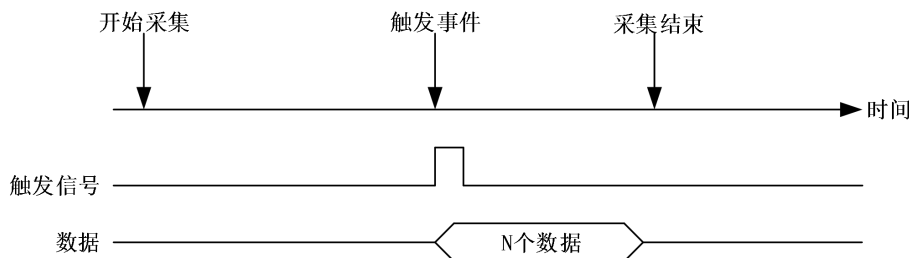 开始采集
触发事件
采集结束
时间
触发信号
数据
N个数据